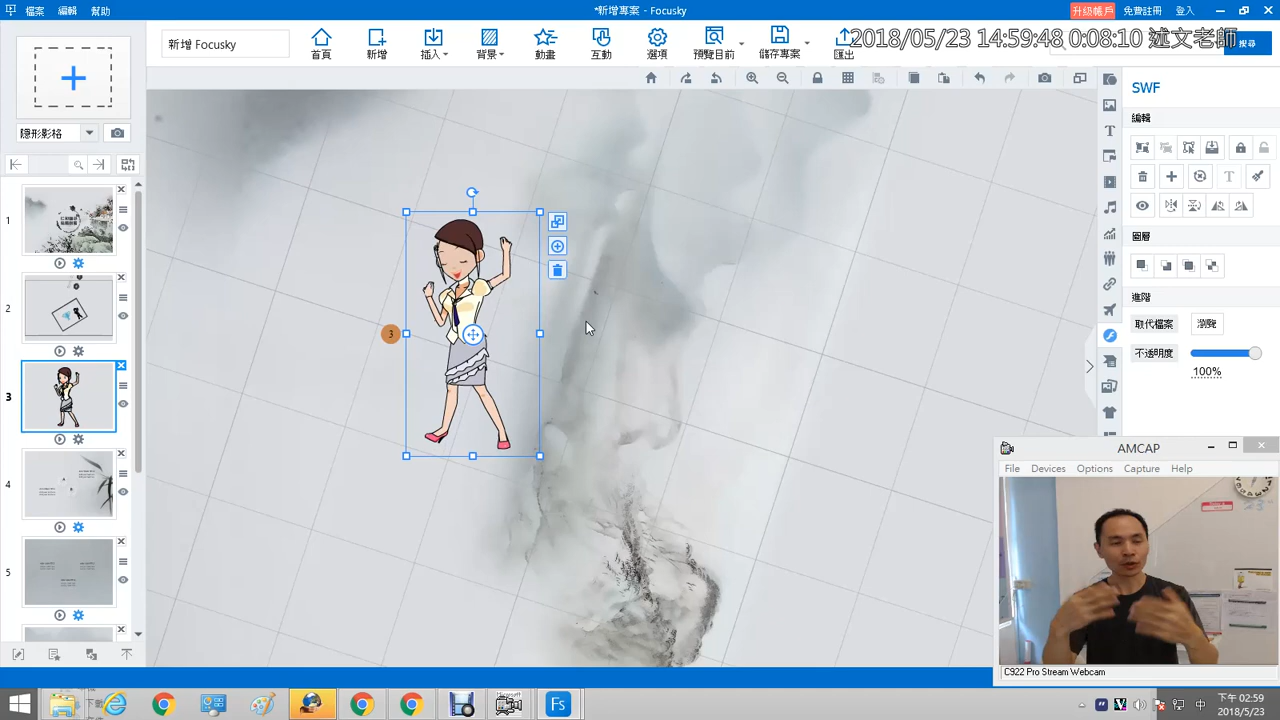 檔案 編輯 幫助
*新增專案 - Focusky
升级帳戶 免費註冊 登入
新增 Focusky
首頁 新增 插入 背景 動畫 互動 選項 預覽目前 儲存專案 匯出
搜尋
2018/05/23 14:59:48 0:08:10 述文老師
隱形影格
1
2
3
4
5
3
SWF
編輯
圖層
進階
取代檔案 瀏覽
不透明度
100%
AMCAP
File Devices Options Capture Help
C922 Pro Stream Webcam
Fs
中
下午 02:59
2018/5/23